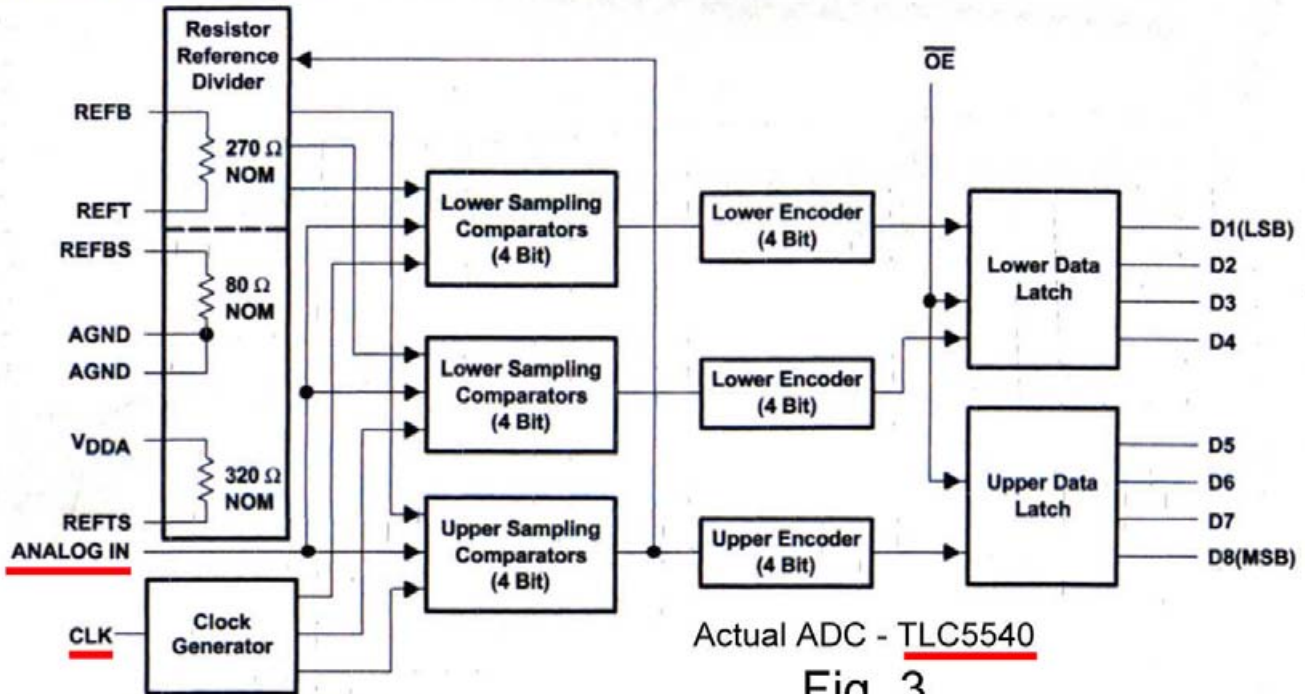 Resistor
Reference
Divider
REFB
270 Ω
NOM
REFT
REFBS
80 Ω
NOM
AGND
AGND
VDDA
320 Ω
NOM
REFTS
ANALOG IN
CLK
Clock
Generator
Lower Sampling
Comparators
(4 Bit)
Lower Sampling
Comparators
(4 Bit)
Upper Sampling
Comparators
(4 Bit)
Lower Encoder
(4 Bit)
Lower Encoder
(4 Bit)
Upper Encoder
(4 Bit)
OE
Lower Data
Latch
Upper Data
Latch
D1(LSB)
D2
D3
D4
D5
D6
D7
D8(MSB)
Actual ADC - TLC5540
Fig. 3